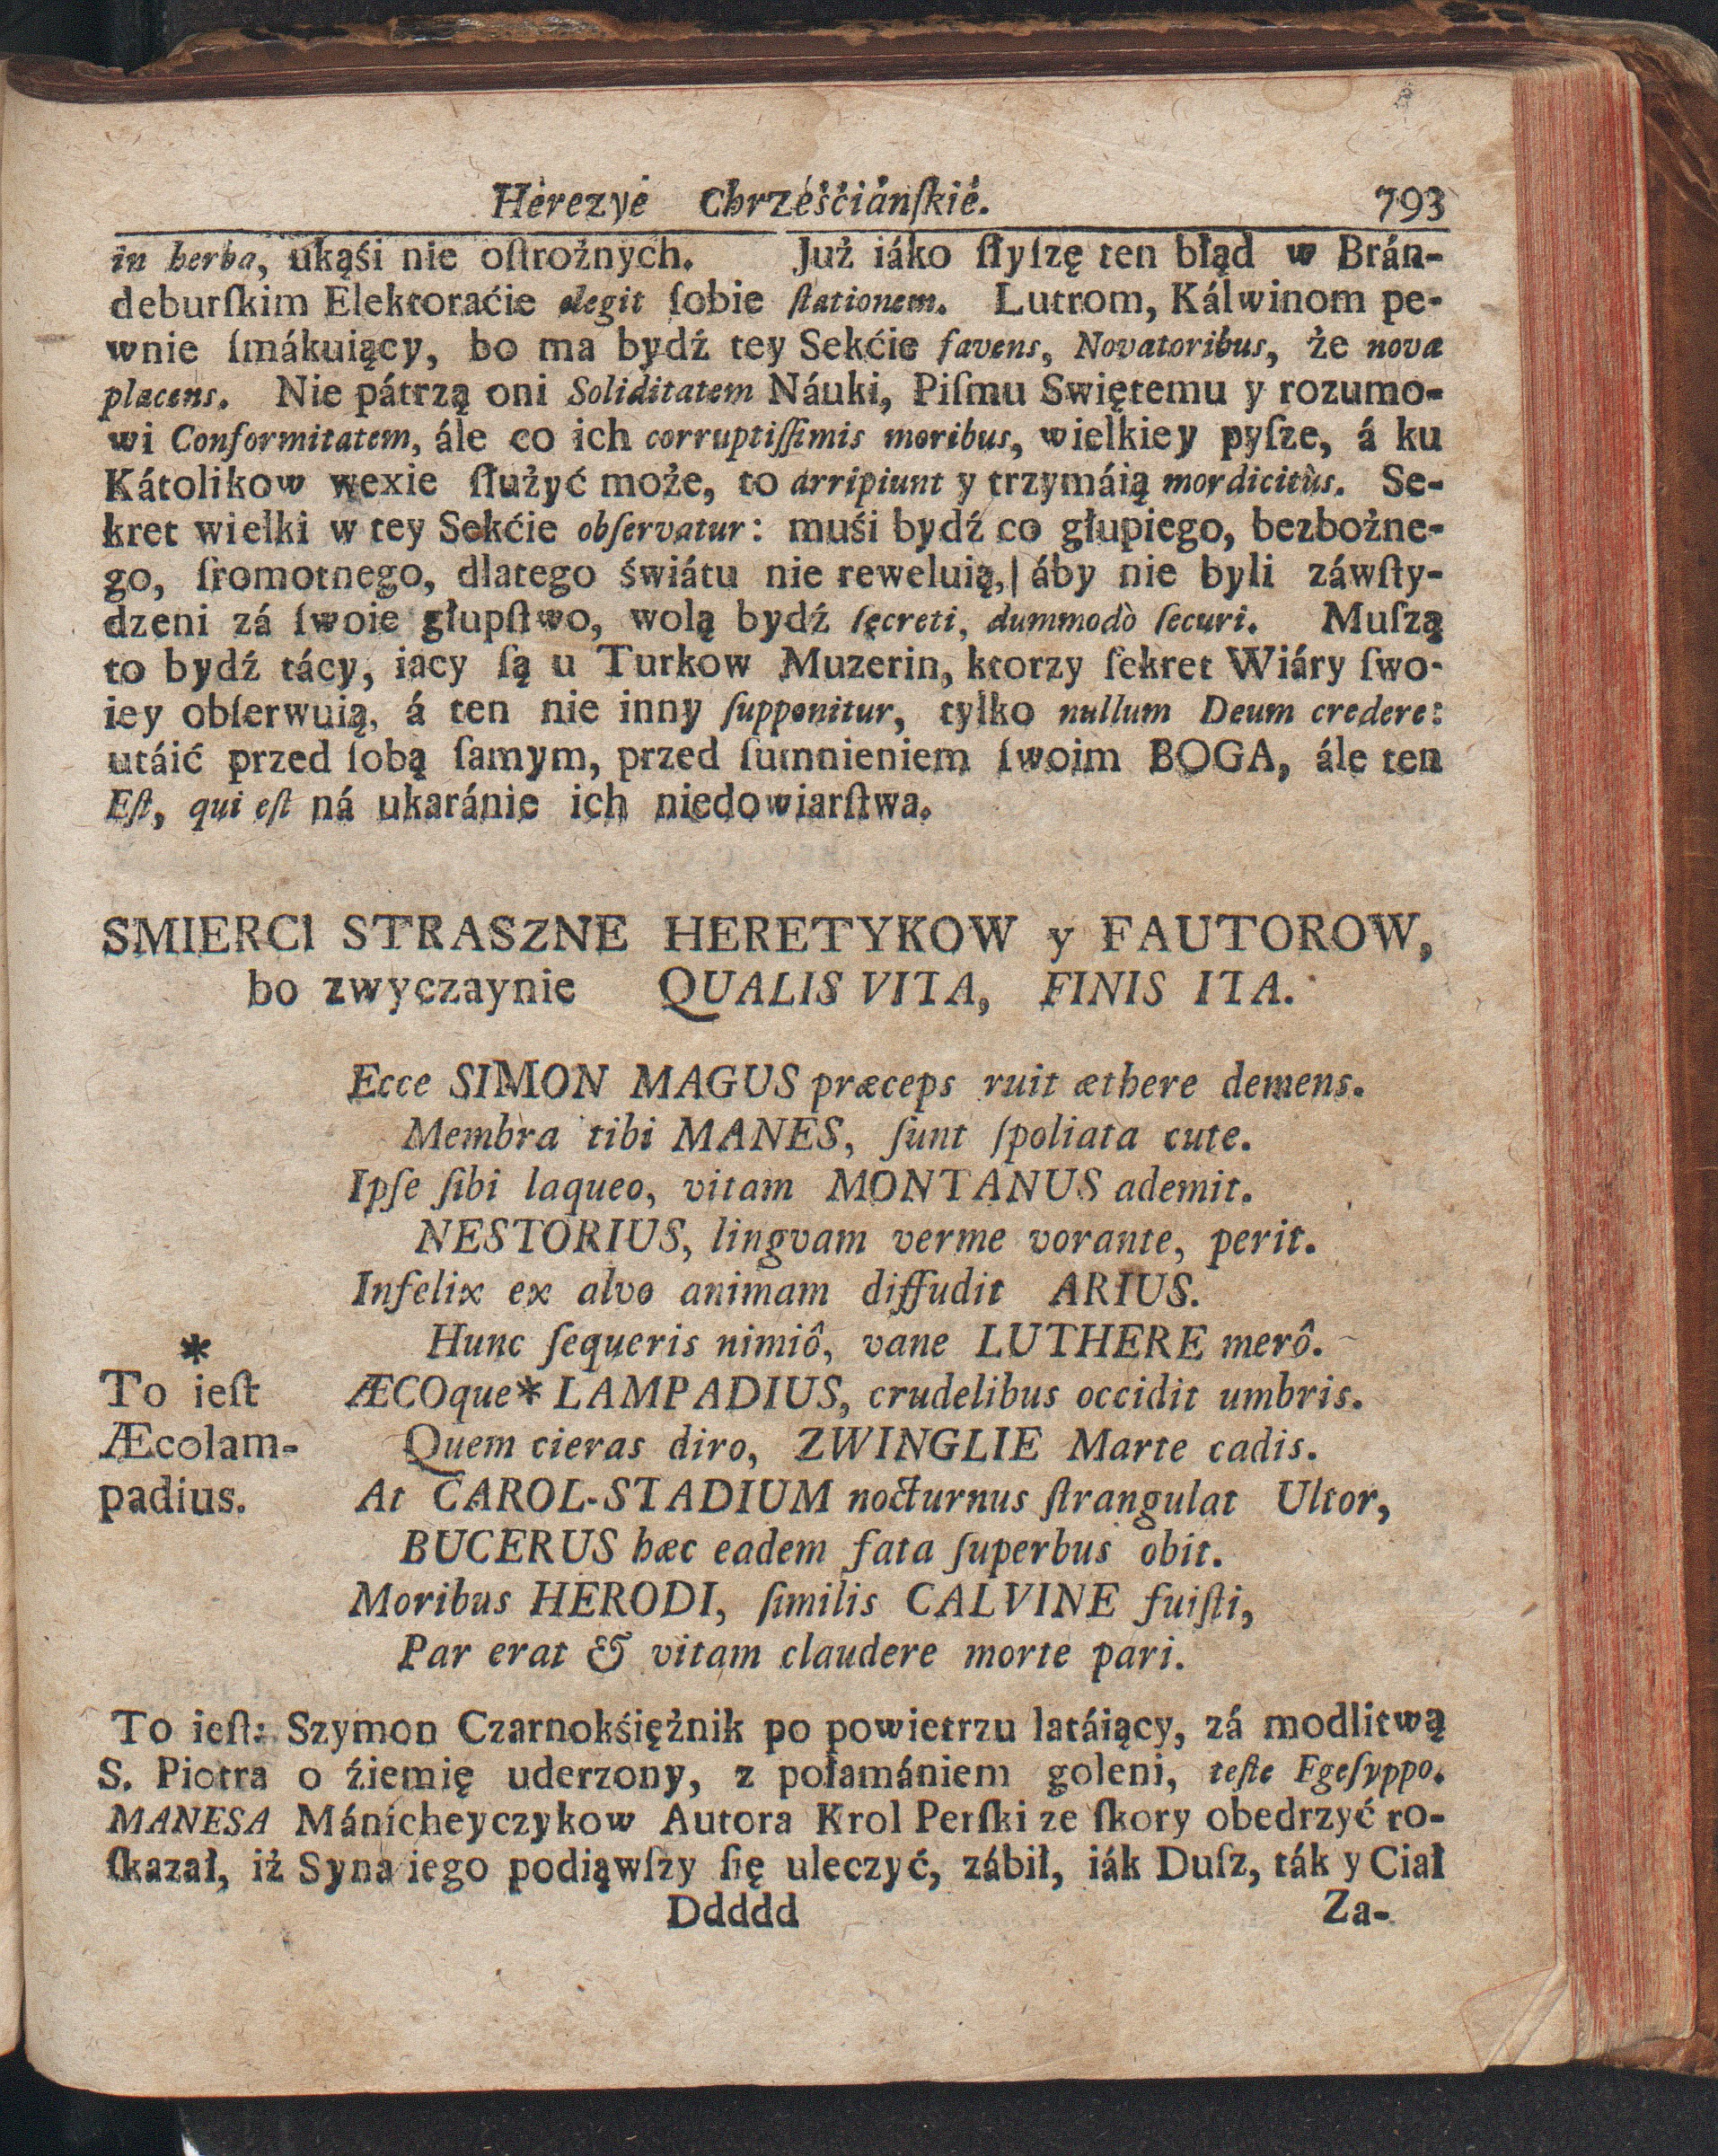 Herezye Chrześcianſkie. 793
in herba, ukąśi nie oſtrożnych. Już iáko ſłyſzę ten błąd w Brán-
deburſkim Elektoraćie elegit ſobie ſtationem. Lutrom, Kálwinom pe-
wnie ſmákuiący, bo ma bydź tey Sekćie favens, Novatoribus, że nova
placens. Nie pátrzą oni Soliditatem Náuki, Piſmu Swiętemu y rozumo-
wi Conformitatem, ále co ich corruptiſſimis moribus, wielkiey pyſze, á ku
Kátolikow wexie ſłużyć może, to arripiunt y trzymáią mordicitùs. Se-
kret wielki w tey Sekćie obſervatur: muśi bydź co głupiego, bezbożne-
go, ſromotnego, dlatego świátu nie reweluią,| áby nie byli záwſty-
dzeni zá ſwoie głupſtwo, wolą bydź ſecreti, dummodò ſecuri. Muſzą
to bydź tácy, iacy ſą u Turkow Muzerin, ktorzy ſekret Wiáry ſwo-
iey obſerwuią, á ten nie inny ſupponitur, tylko nullum Deum credere:
utáić przed ſobą ſamym, przed ſumnieniem ſwoim BOGA, ále ten
Eſt, qui eſt ná ukaránie ich niedowiarſtwa.
SMIERCI STRASZNE HERETYKOW y FAUTOROW,
bo zwyczaynie QUALIS VITA, FINIS ITA.
Ecce SIMON MAGUS præceps ruit æthere demens.
Membra tibi MANES, ſunt ſpoliata cute.
Ipſe ſibi laqueo, vitam MONTANUS ademit.
NESTORIUS, lingvam verme vorante, perit.
Infelix ex alvo animam diffudit ARIUS.
Hunc ſequeris nimiô, vane LUTHERE merô.
ÆCOque* LAMPADIUS, crudelibus occidit umbris.
Quem cieras diro, ZWINGLIE Marte cadis.
At CAROL-STADIUM nocturnus ſtrangulat Ultor,
BUCERUS hæc eadem fata ſuperbus obit.
Moribus HERODI, ſimilis CALVINE fuiſti,
Par erat & vitam claudere morte pari.
*
To ieſt
Æcolam-
padius.
To ieſt: Szymon Czarnokśiężnik po powietrzu latáiący, zá modlitwą
S. Piotra o źiemię uderzony, z połamániem goleni, teſte Egeſyppo.
MANESA Mánicheyczykow Autora Krol Perſki ze ſkory obedrzyć ro-
ſkazał, iż Syna iego podiąwſzy ſię uleczyć, zábił, iák Duſz, ták y Ciał
Ddddd Za-